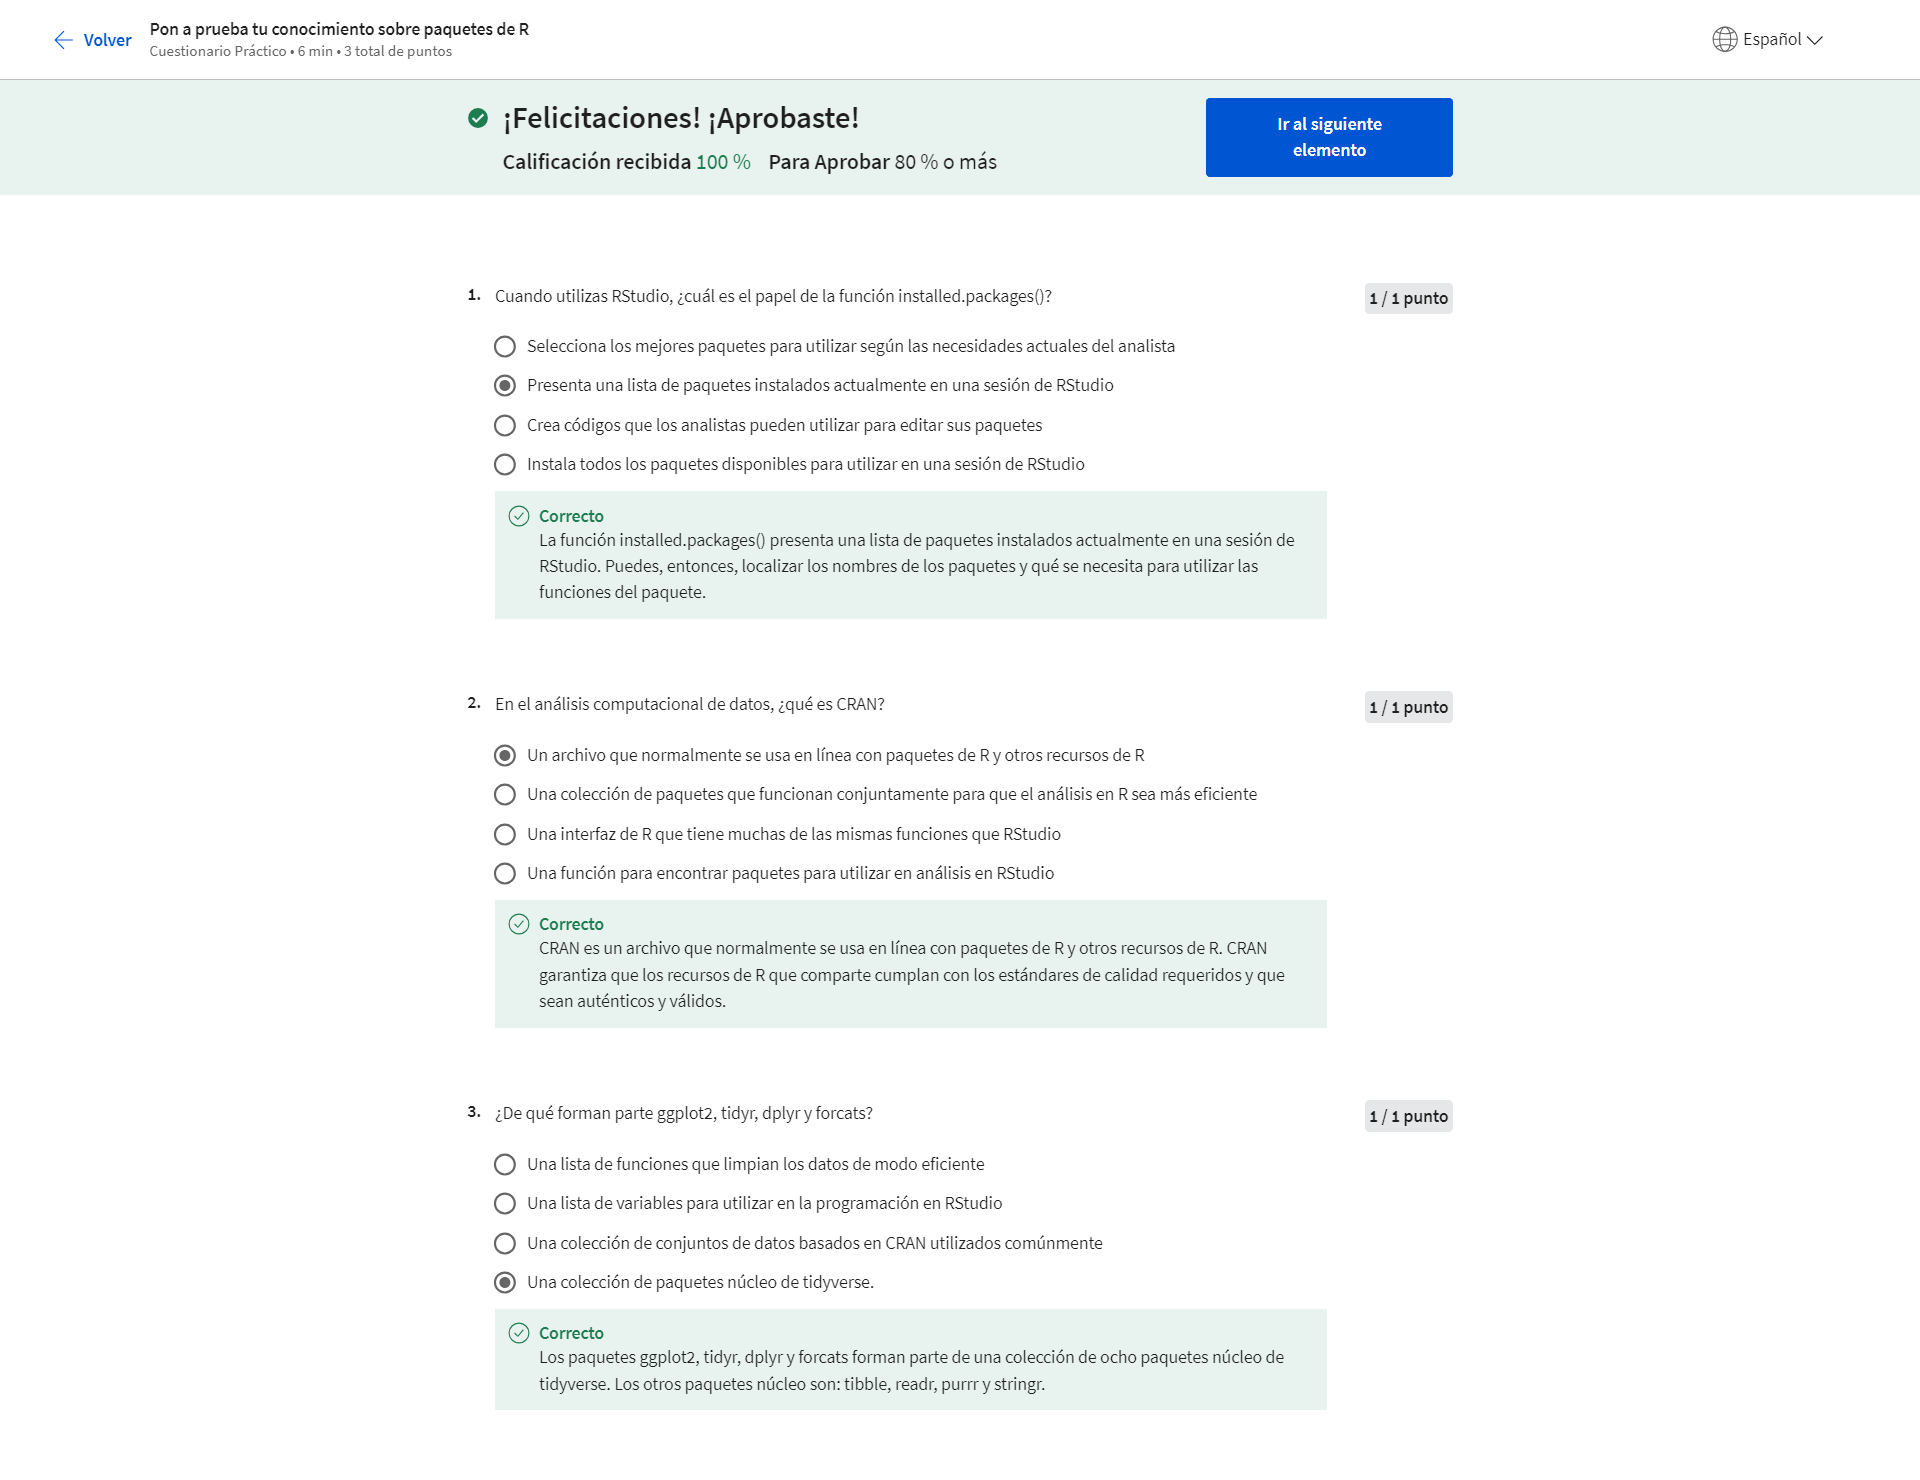 Volver
Pon a prueba tu conocimiento sobre paquetes de R
Cuestionario Práctico • 6 min • 3 total de puntos
Español
¡Felicitaciones! ¡Aprobaste!
Calificación recibida 100 % Para Aprobar 80 % o más
Ir al siguiente
elemento
1. Cuando utilizas RStudio, ¿cuál es el papel de la función installed.packages()?
1 / 1 punto
Selecciona los mejores paquetes para utilizar según las necesidades actuales del analista
Presenta una lista de paquetes instalados actualmente en una sesión de RStudio
Crea códigos que los analistas pueden utilizar para editar sus paquetes
Instala todos los paquetes disponibles para utilizar en una sesión de RStudio
Correcto
La función installed.packages() presenta una lista de paquetes instalados actualmente en una sesión de
RStudio. Puedes, entonces, localizar los nombres de los paquetes y qué se necesita para utilizar las
funciones del paquete.
2. En el análisis computacional de datos, ¿qué es CRAN?
1 / 1 punto
Un archivo que normalmente se usa en línea con paquetes de R y otros recursos de R
Una colección de paquetes que funcionan conjuntamente para que el análisis en R sea más eficiente
Una interfaz de R que tiene muchas de las mismas funciones que RStudio
Una función para encontrar paquetes para utilizar en análisis en RStudio
Correcto
CRAN es un archivo que normalmente se usa en línea con paquetes de R y otros recursos de R. CRAN
garantiza que los recursos de R que comparte cumplan con los estándares de calidad requeridos y que
sean auténticos y válidos.
3. ¿De qué forman parte ggplot2, tidyr, dplyr y forcats?
1 / 1 punto
Una lista de funciones que limpian los datos de modo eficiente
Una lista de variables para utilizar en la programación en RStudio
Una colección de conjuntos de datos basados en CRAN utilizados comúnmente
Una colección de paquetes núcleo de tidyverse.
Correcto
Los paquetes ggplot2, tidyr, dplyr y forcats forman parte de una colección de ocho paquetes núcleo de
tidyverse. Los otros paquetes núcleo son: tibble, readr, purrr y stringr.